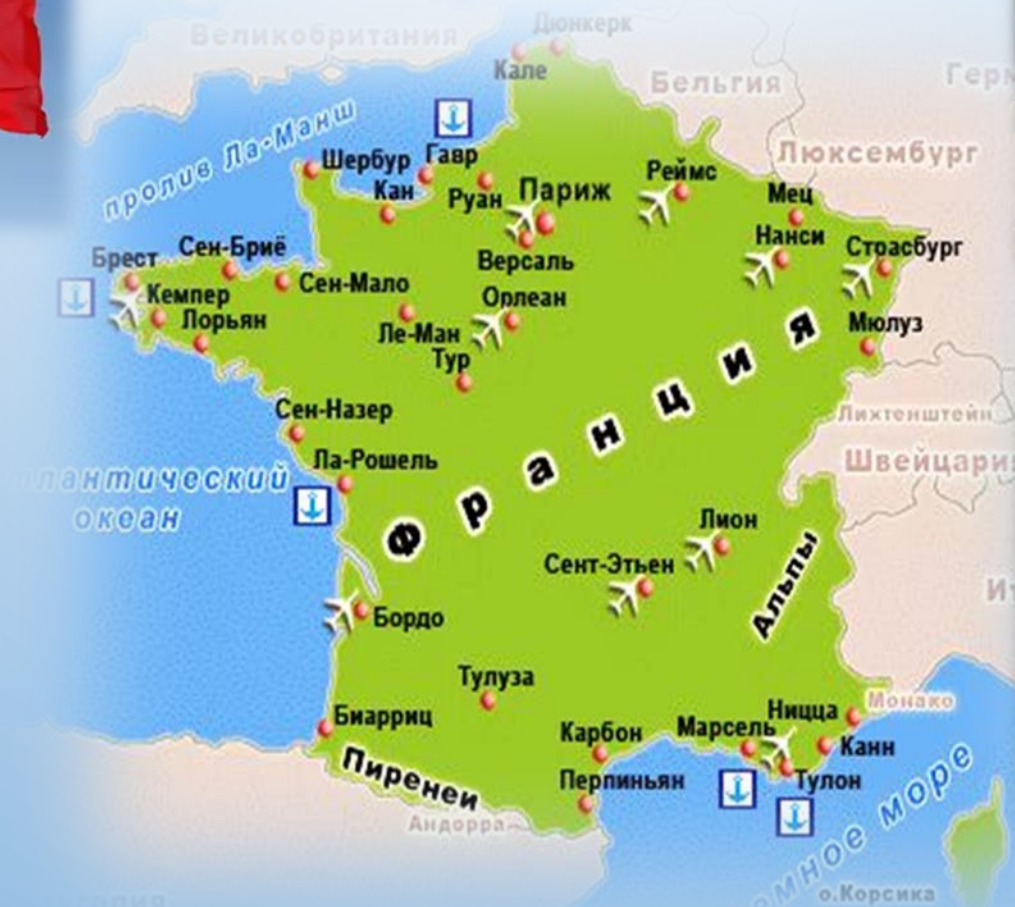 Великобритания
Дюнкерк
Кале
Бельгия
Герм
пролив Ла-Манш
Шербур
Гавр
Люксембург
Кан
Руан
Париж
Реймс
Мец
Версаль
Нанси
Страсбург
Брест
Сен-Бриё
Сен-Мало
Кемпер
Лорьян
Орлеан
Ле-Ман
Тур
Мюлуз
Франция
Сен-Назер
Лихтенштейн
Ла-Рошель
Швейцари
тлантический
океан
Лион
Сент-Этьен
Альпы
Ит
Бордо
Тулуза
Биарриц
Ницца
Монако
Карбон
Марсель
Канн
Пиренеи
Перпиньян
Тулон
Андорра
мное море
о.Корсика